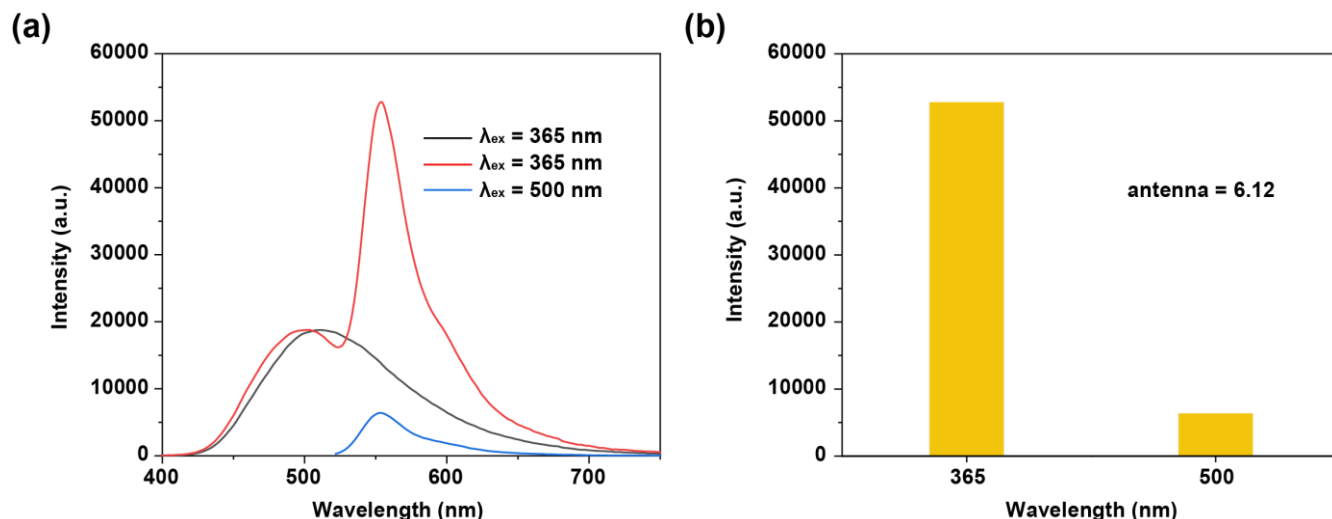 (a)
60000
50000
40000
30000
20000
10000
0
Intensity (a.u.)
λex = 365 nm
λex = 365 nm
λex = 500 nm
400 500 600 700
Wavelength (nm)
(b)
60000
50000
40000
30000
20000
10000
0
Intensity (a.u.)
antenna = 6.12
365 500
Wavelength (nm)